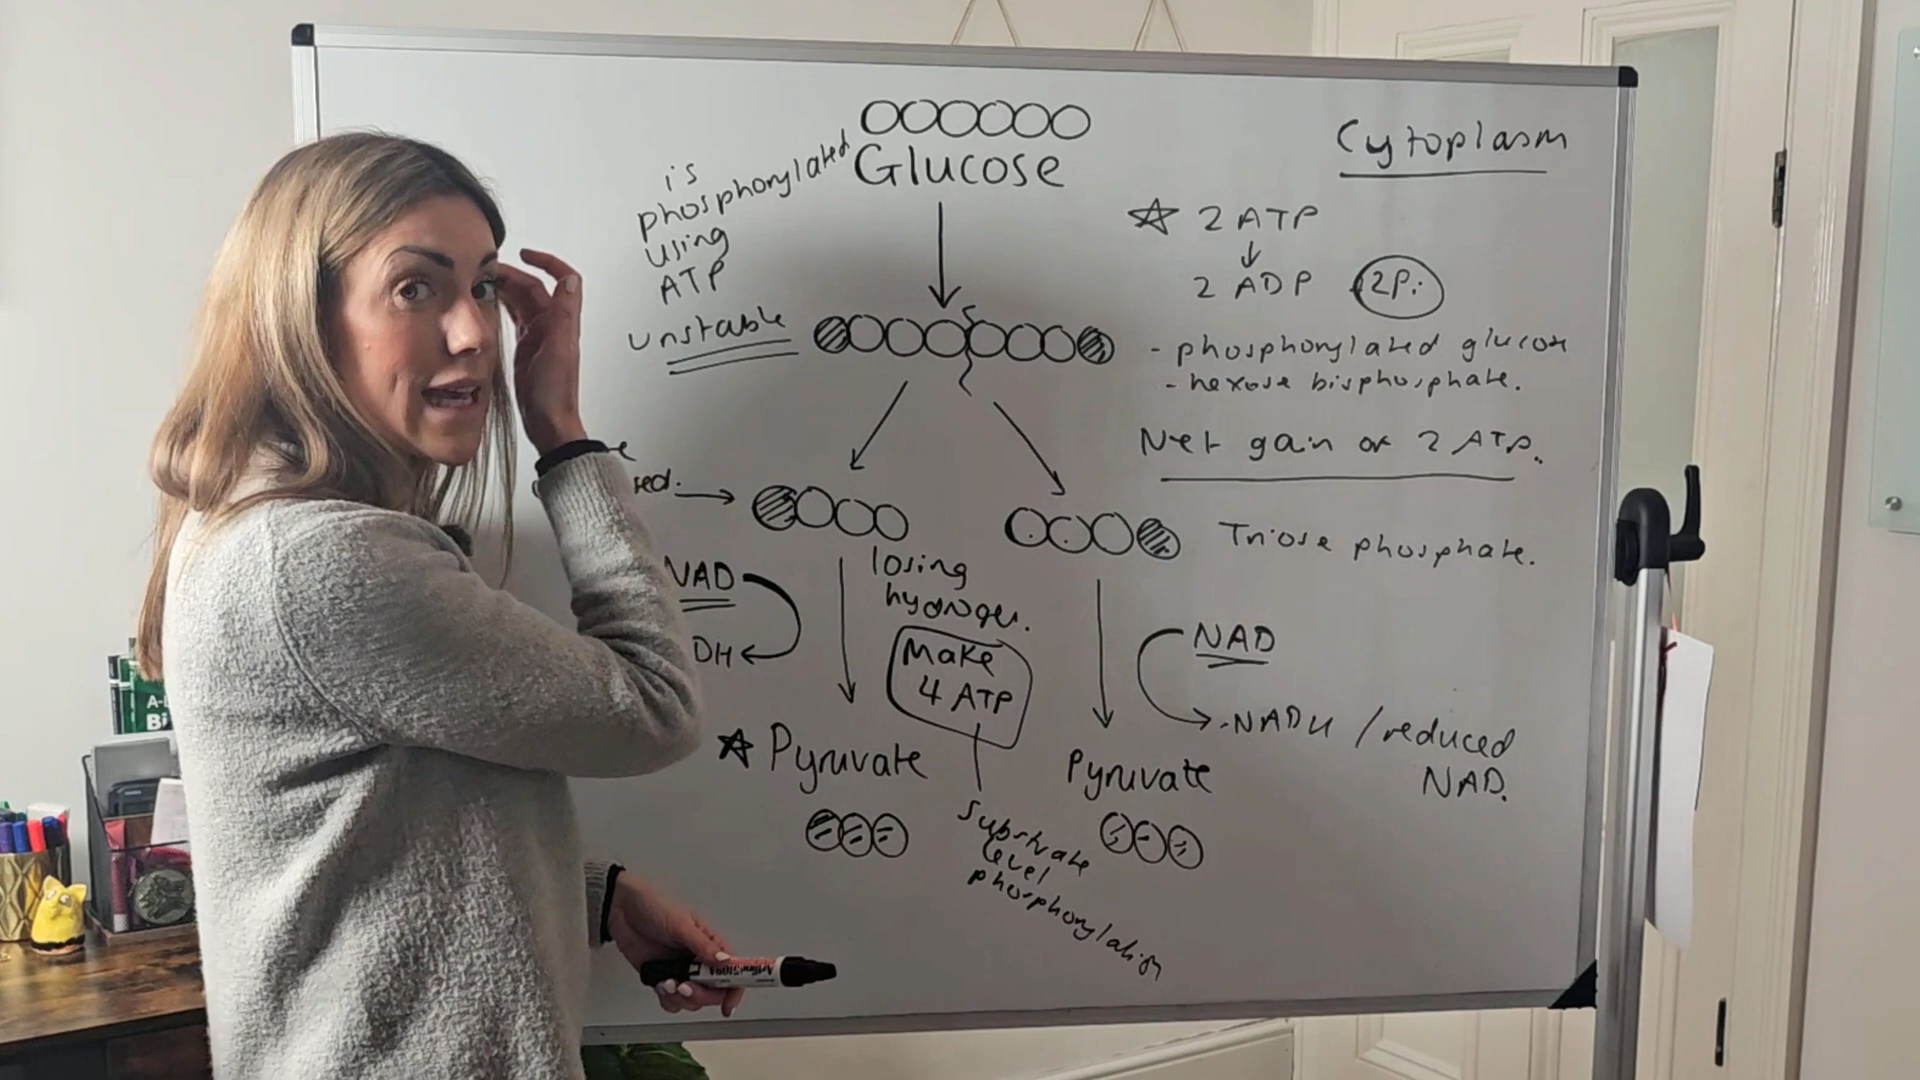 Glucose
Cytoplasm
is
phosphorylated
using
ATP
unstable
☆ 2 ATP
↓
2 ADP 2Pi
- phosphorylated glucose
- hexose bisphosphate.
Net gain of 2 ATP.
Triose phosphate.
NAD
losing
hydrogen.
Make
4 ATP
NAD
NADH / reduced
NAD.
☆ Pyruvate
Pyruvate
Substrate
level
phosphorylation